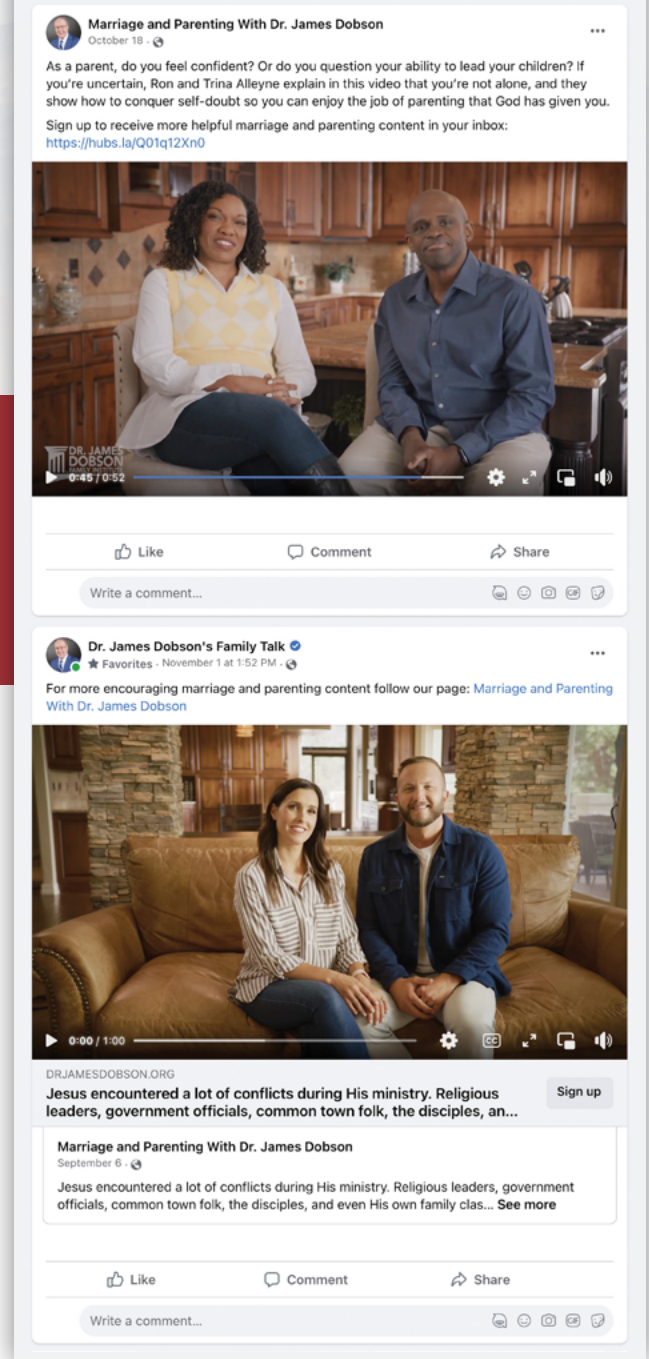 Marriage and Parenting With Dr. James Dobson
October 18 ·
As a parent, do you feel confident? Or do you question your ability to lead your children? If
you're uncertain, Ron and Trina Alleyne explain in this video that you're not alone, and they
show how to conquer self-doubt so you can enjoy the job of parenting that God has given you.
Sign up to receive more helpful marriage and parenting content in your inbox:
https://hubs.la/Q01q12Xn0
DR. JAMES
DOBSON
FAMILY INSTITUTE
0:45 / 0:52
Like Comment Share
Write a comment...
GIF
Dr. James Dobson's Family Talk
Favorites · November 1 at 1:52 PM ·
For more encouraging marriage and parenting content follow our page: Marriage and Parenting
With Dr. James Dobson
0:00 / 1:00
CC
DRJAMESDOBSON.ORG
Jesus encountered a lot of conflicts during His ministry. Religious
leaders, government officials, common town folk, the disciples, an...
Sign up
Marriage and Parenting With Dr. James Dobson
September 6 ·
Jesus encountered a lot of conflicts during His ministry. Religious leaders, government
officials, common town folk, the disciples, and even His own family clas... See more
Like Comment Share
Write a comment...
GIF